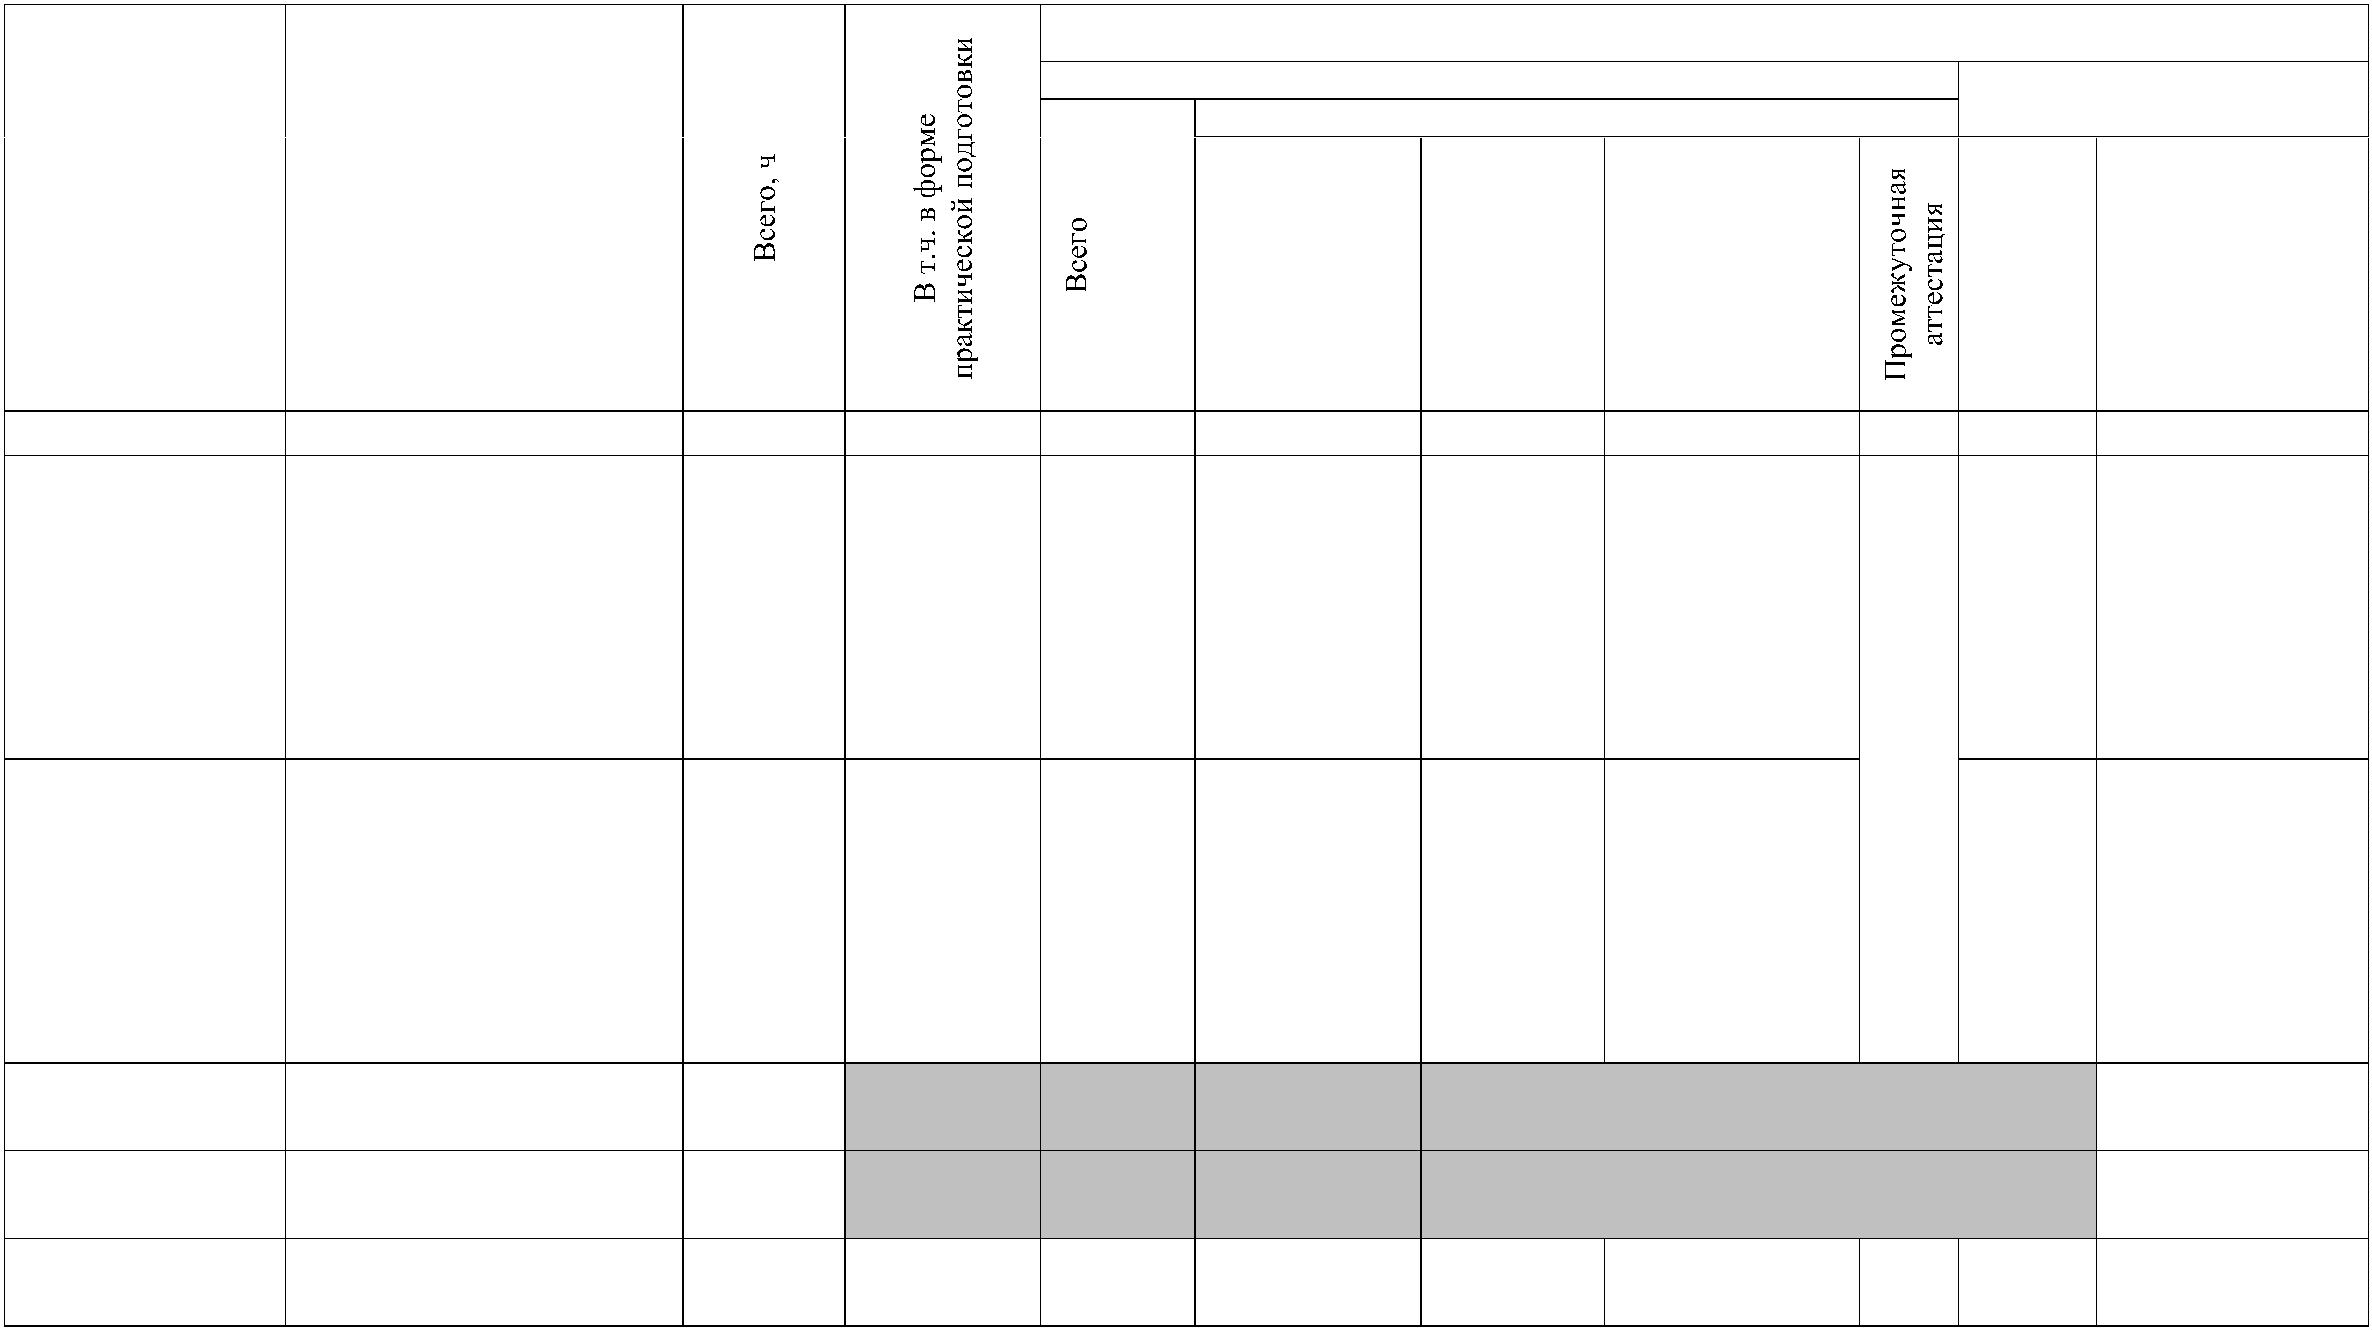 Всего, ч
В т.ч. в форме
практической подготовки
Всего
Промежуточная
аттестация